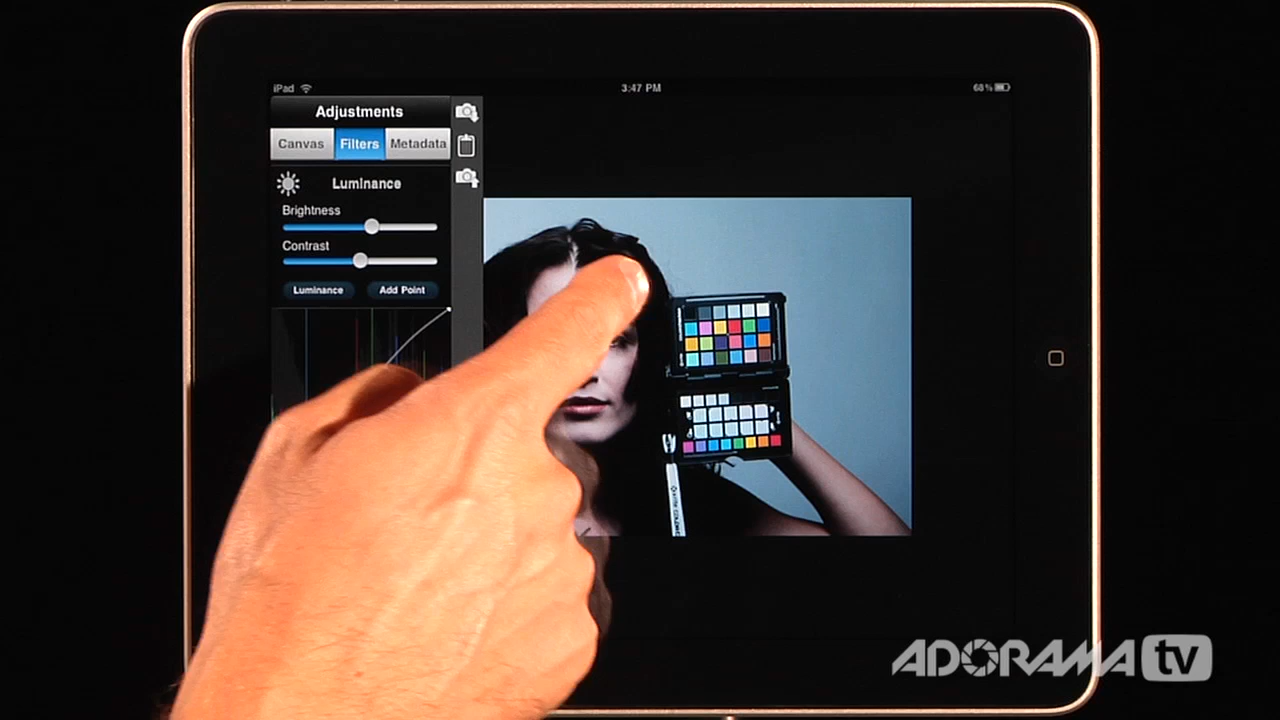 iPad
3:47 PM
68%
Adjustments
Canvas
Filters
Metadata
Luminance
Brightness
Contrast
Luminance
Add Point
ADORAMA tv